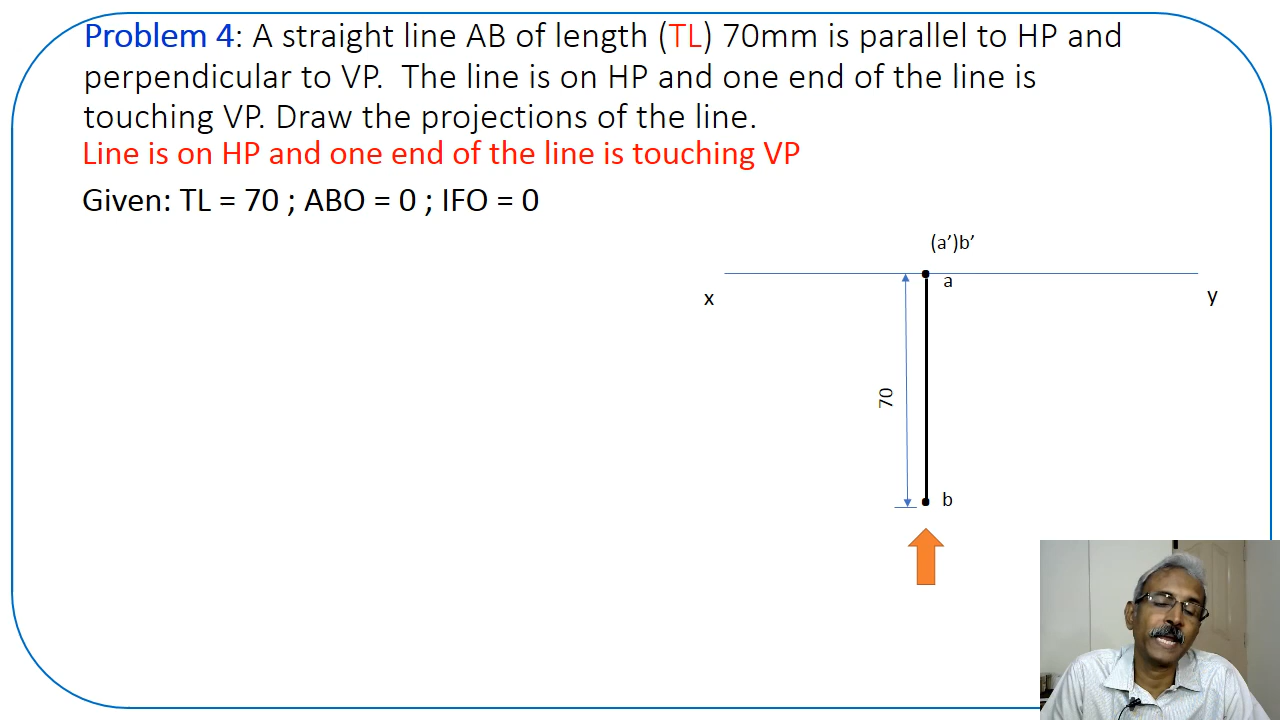 Problem 4: A straight line AB of length (TL) 70mm is parallel to HP and
perpendicular to VP. The line is on HP and one end of the line is
touching VP. Draw the projections of the line.
Line is on HP and one end of the line is touching VP
Given: TL = 70 ; ABO = 0 ; IFO = 0
(a’)b’
a
x
y
70
b